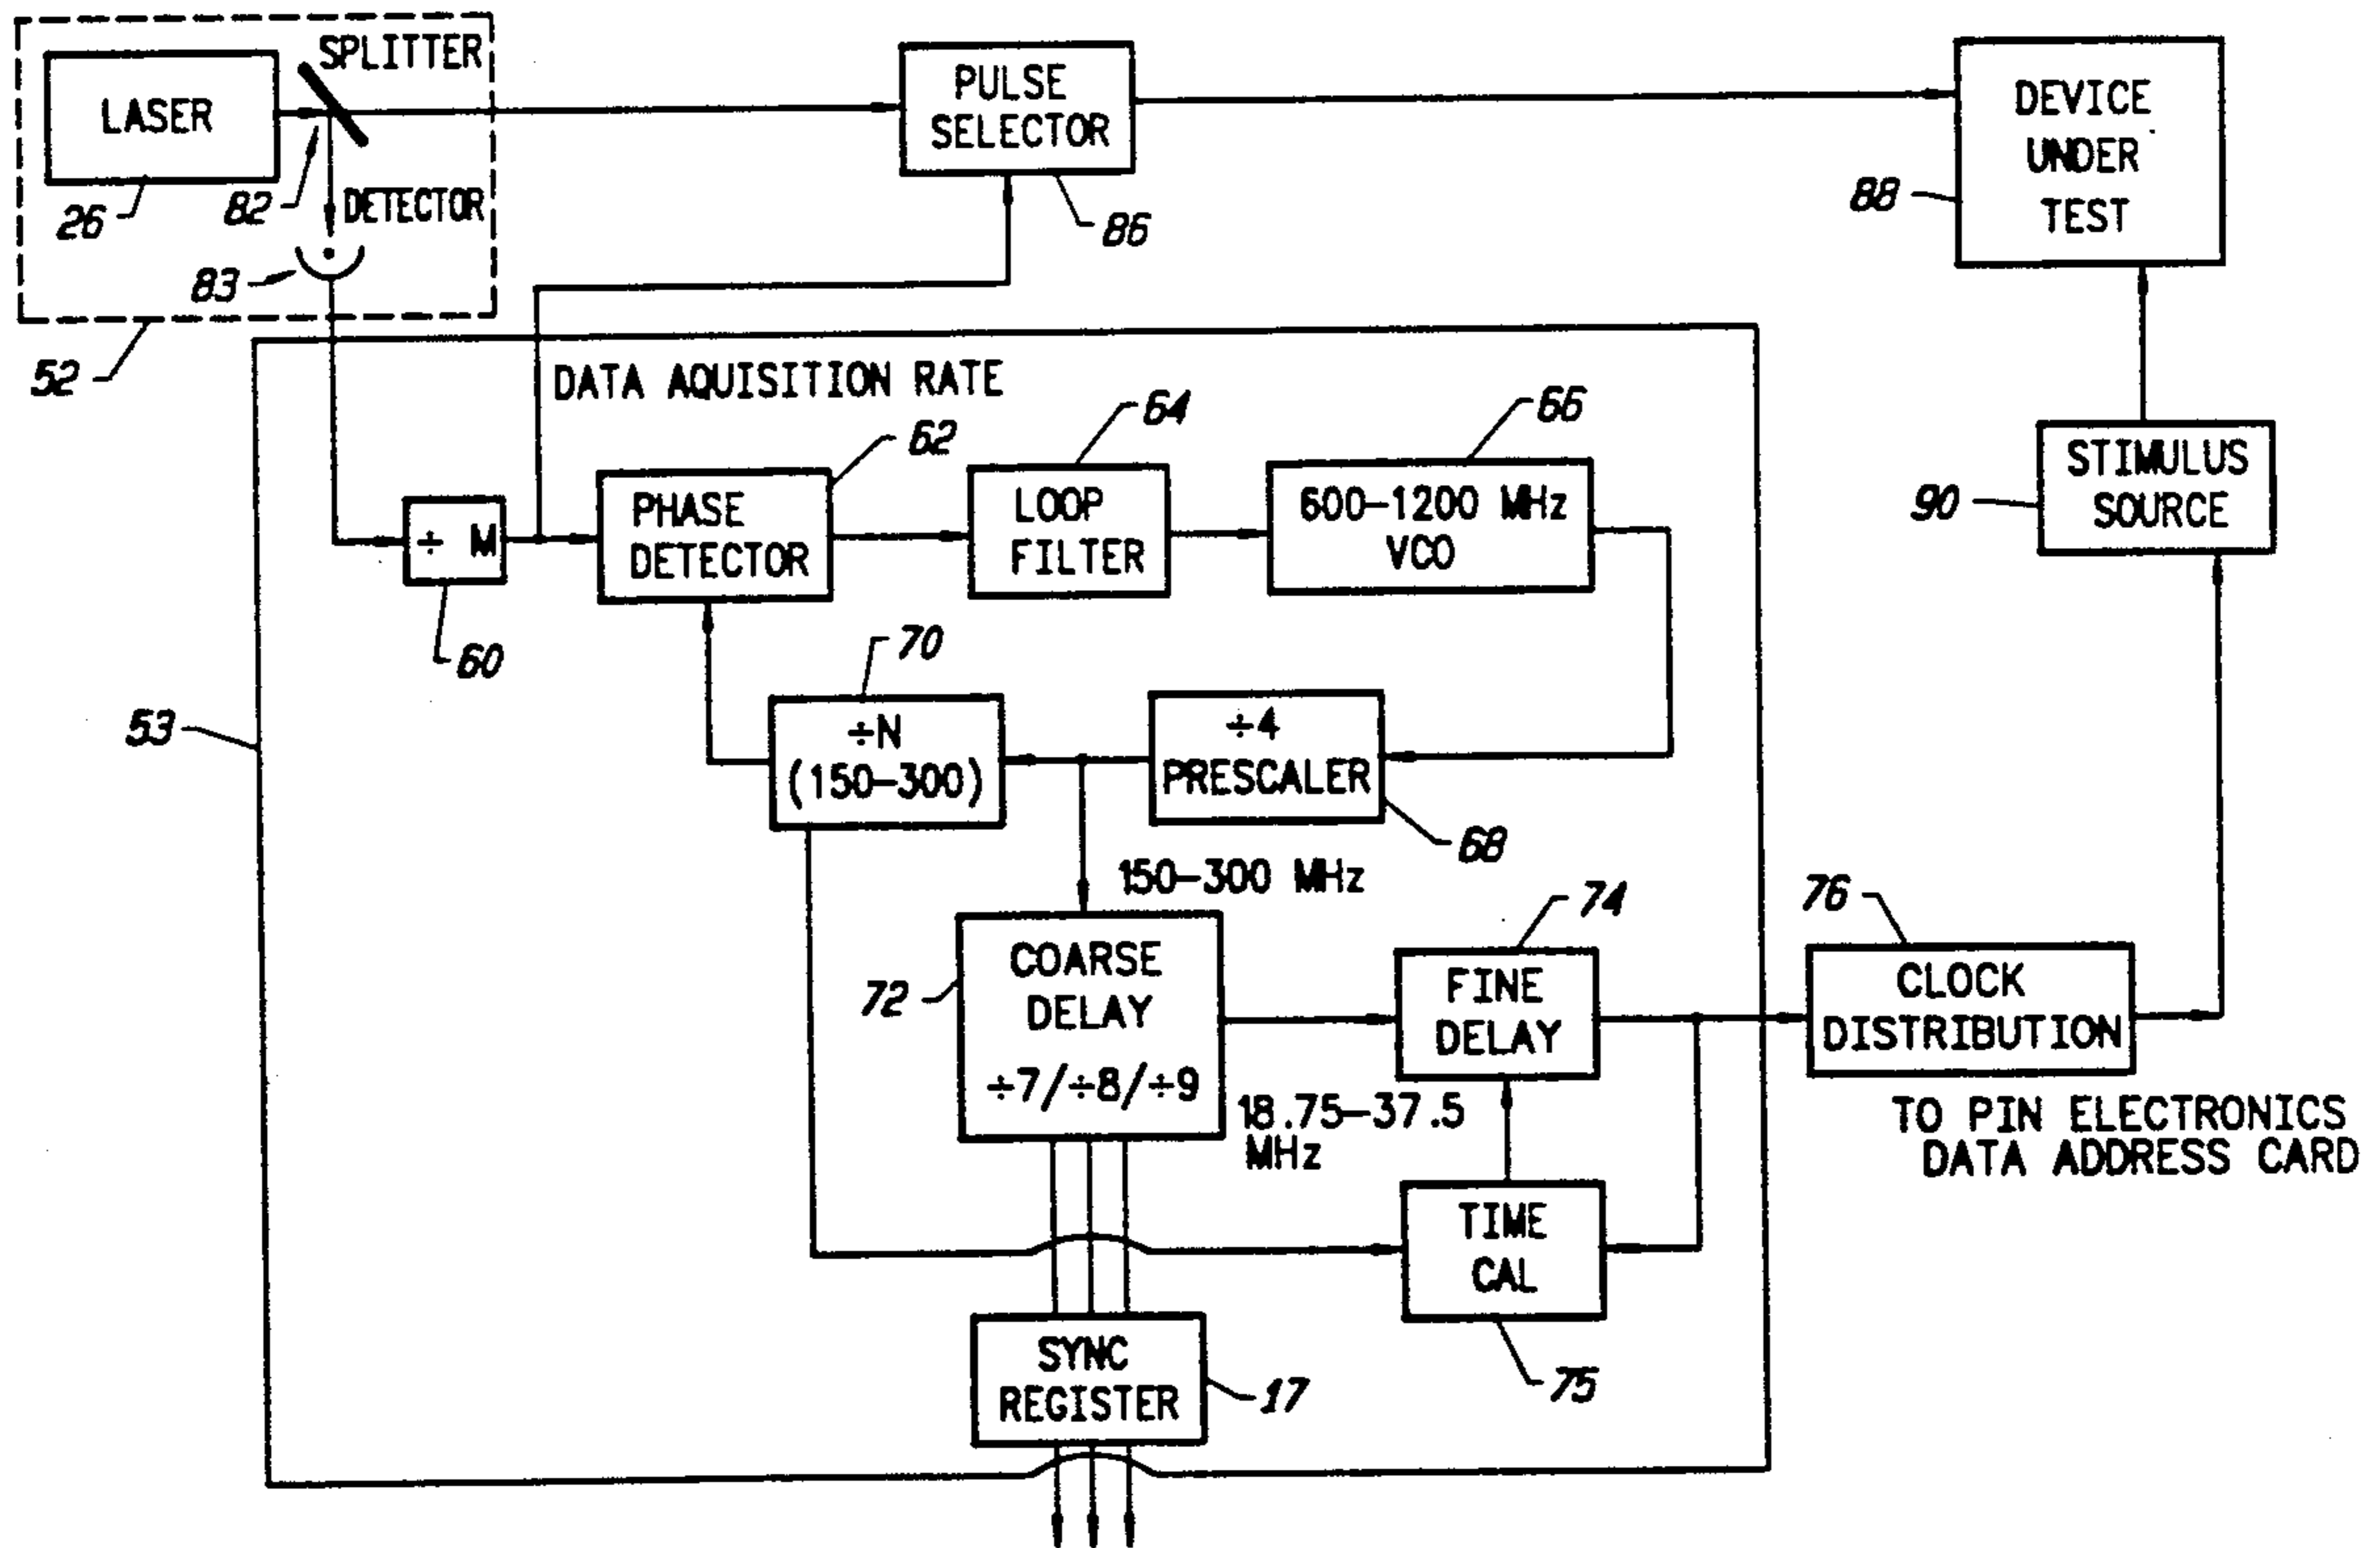 SPLITTER
LASER
26
82
DETECTOR
83
52
PULSE
SELECTOR
86
DEVICE
UNDER
TEST
88
DATA AQUISITION RATE
÷ M
60
PHASE
DETECTOR
62
LOOP
FILTER
64
600-1200 MHz
VCO
66
STIMULUS
SOURCE
90
53
÷N
(150-300)
70
÷4
PRESCALER
68
150-300 MHz
COARSE
DELAY
÷7/÷8/÷9
72
18.75-37.5
MHz
FINE
DELAY
74
CLOCK
DISTRIBUTION
76
TO PIN ELECTRONICS
DATA ADDRESS CARD
TIME
CAL
75
SYNC
REGISTER
17